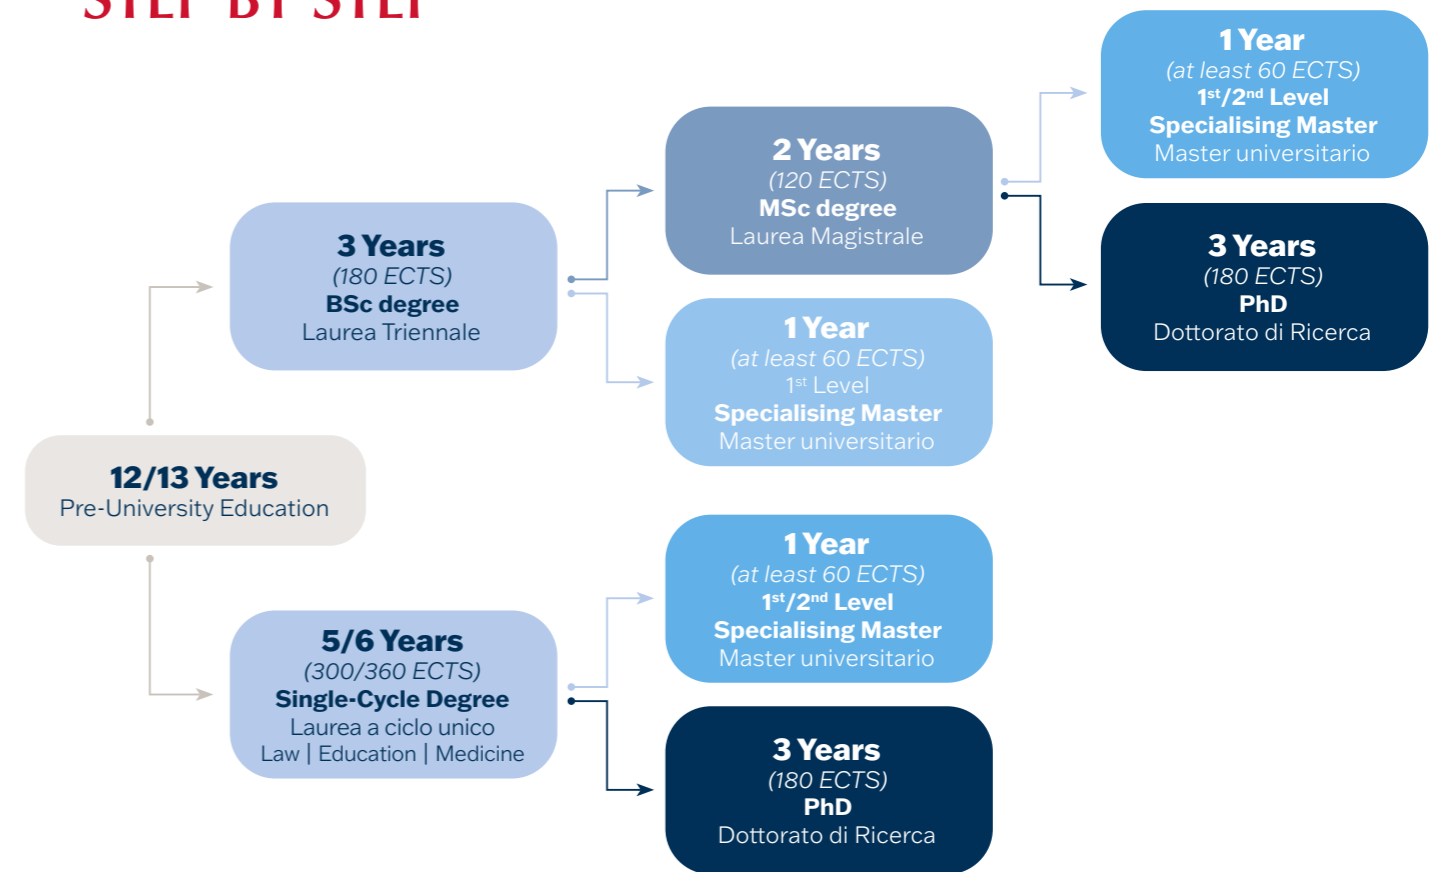 STEP BY STEP
1 Year
(at least 60 ECTS)
1st/2nd Level
Specialising Master
Master universitario
2 Years
(120 ECTS)
MSc degree
Laurea Magistrale
3 Years
(180 ECTS)
PhD
Dottorato di Ricerca
3 Years
(180 ECTS)
BSc degree
Laurea Triennale
1 Year
(at least 60 ECTS)
1st Level
Specialising Master
Master universitario
12/13 Years
Pre-University Education
1 Year
(at least 60 ECTS)
1st/2nd Level
Specialising Master
Master universitario
5/6 Years
(300/360 ECTS)
Single-Cycle Degree
Laurea a ciclo unico
Law | Education | Medicine
3 Years
(180 ECTS)
PhD
Dottorato di Ricerca